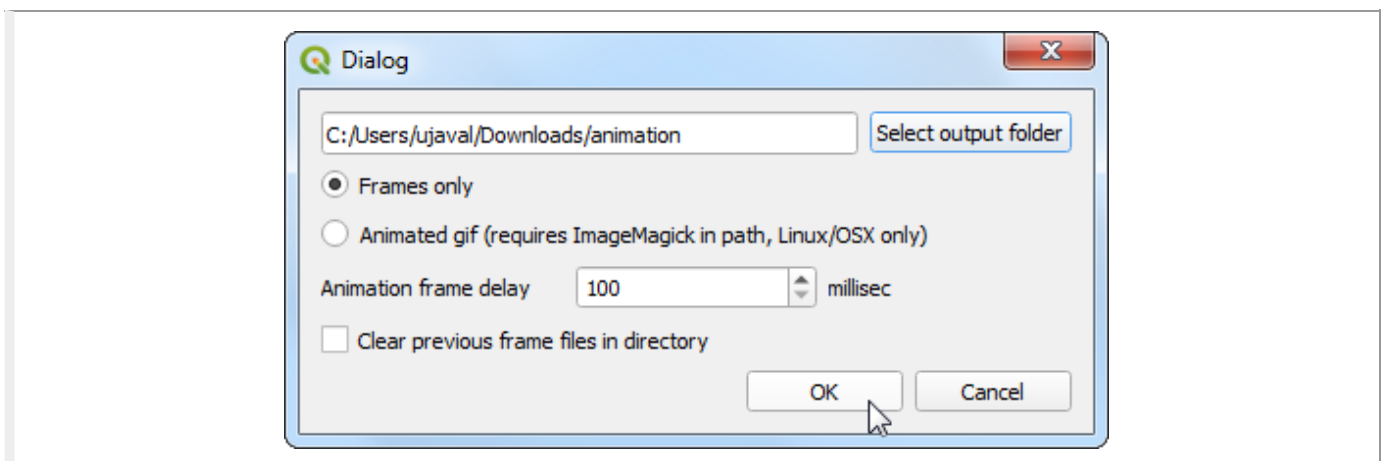 Dialog
C:/Users/ujaval/Downloads/animation Select output folder
Frames only
Animated gif (requires ImageMagick in path, Linux/OSX only)
Animation frame delay 100 millisec
Clear previous frame files in directory
OK Cancel